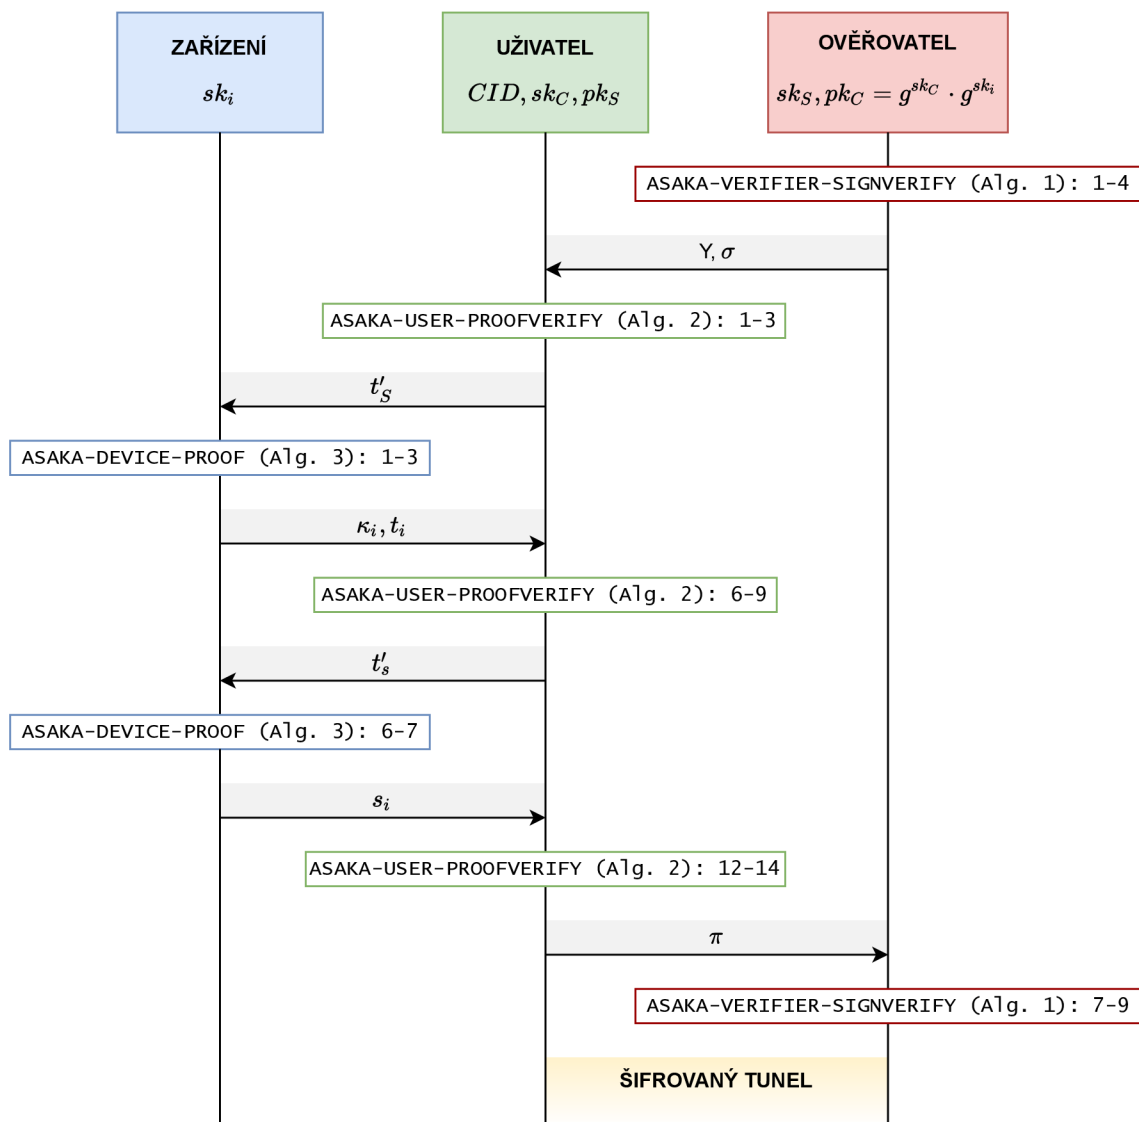 ZAŘÍZENÍ
sk_i
UŽIVATEL
CID, sk_C, pk_S
OVĚŘOVATEL
sk_S, pk_C = g^{sk_C} · g^{sk_i}
ASAKA-VERIFIER-SIGNVERIFY (Alg. 1): 1–4
Y, σ
ASAKA-USER-PROOFVERIFY (Alg. 2): 1–3
t'_S
ASAKA-DEVICE-PROOF (Alg. 3): 1–3
κ_i, t_i
ASAKA-USER-PROOFVERIFY (Alg. 2): 6–9
t'_s
ASAKA-DEVICE-PROOF (Alg. 3): 6–7
s_i
ASAKA-USER-PROOFVERIFY (Alg. 2): 12–14
π
ASAKA-VERIFIER-SIGNVERIFY (Alg. 1): 7–9
ŠIFROVANÝ TUNEL